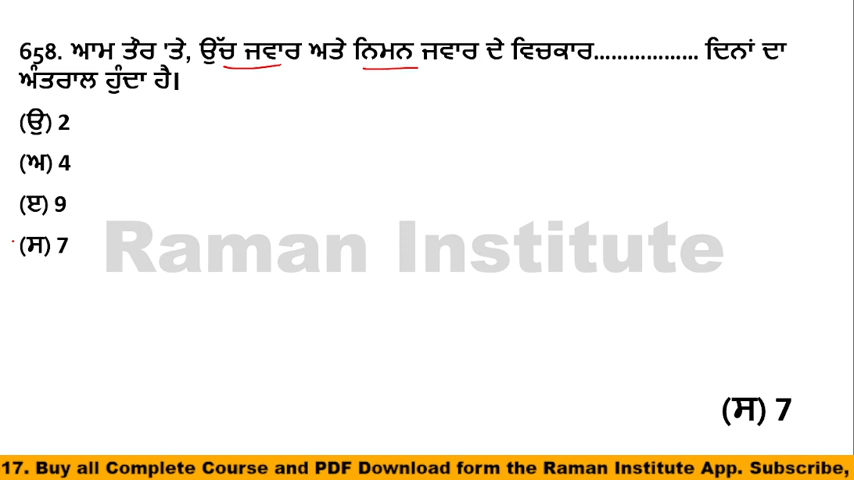 658. ਆਮ ਤੌਰ 'ਤੇ, ਉੱਚ ਜਵਾਰ ਅਤੇ ਨਿਮਨ ਜਵਾਰ ਦੇ ਵਿਚਕਾਰ.................. ਦਿਨਾਂ ਦਾ
ਅੰਤਰਾਲ ਹੁੰਦਾ ਹੈ।
(ਉ) 2
(ਅ) 4
(ੲ) 9
(ਸ) 7
Raman Institute
(ਸ) 7
17. Buy all Complete Course and PDF Download form the Raman Institute App. Subscribe,